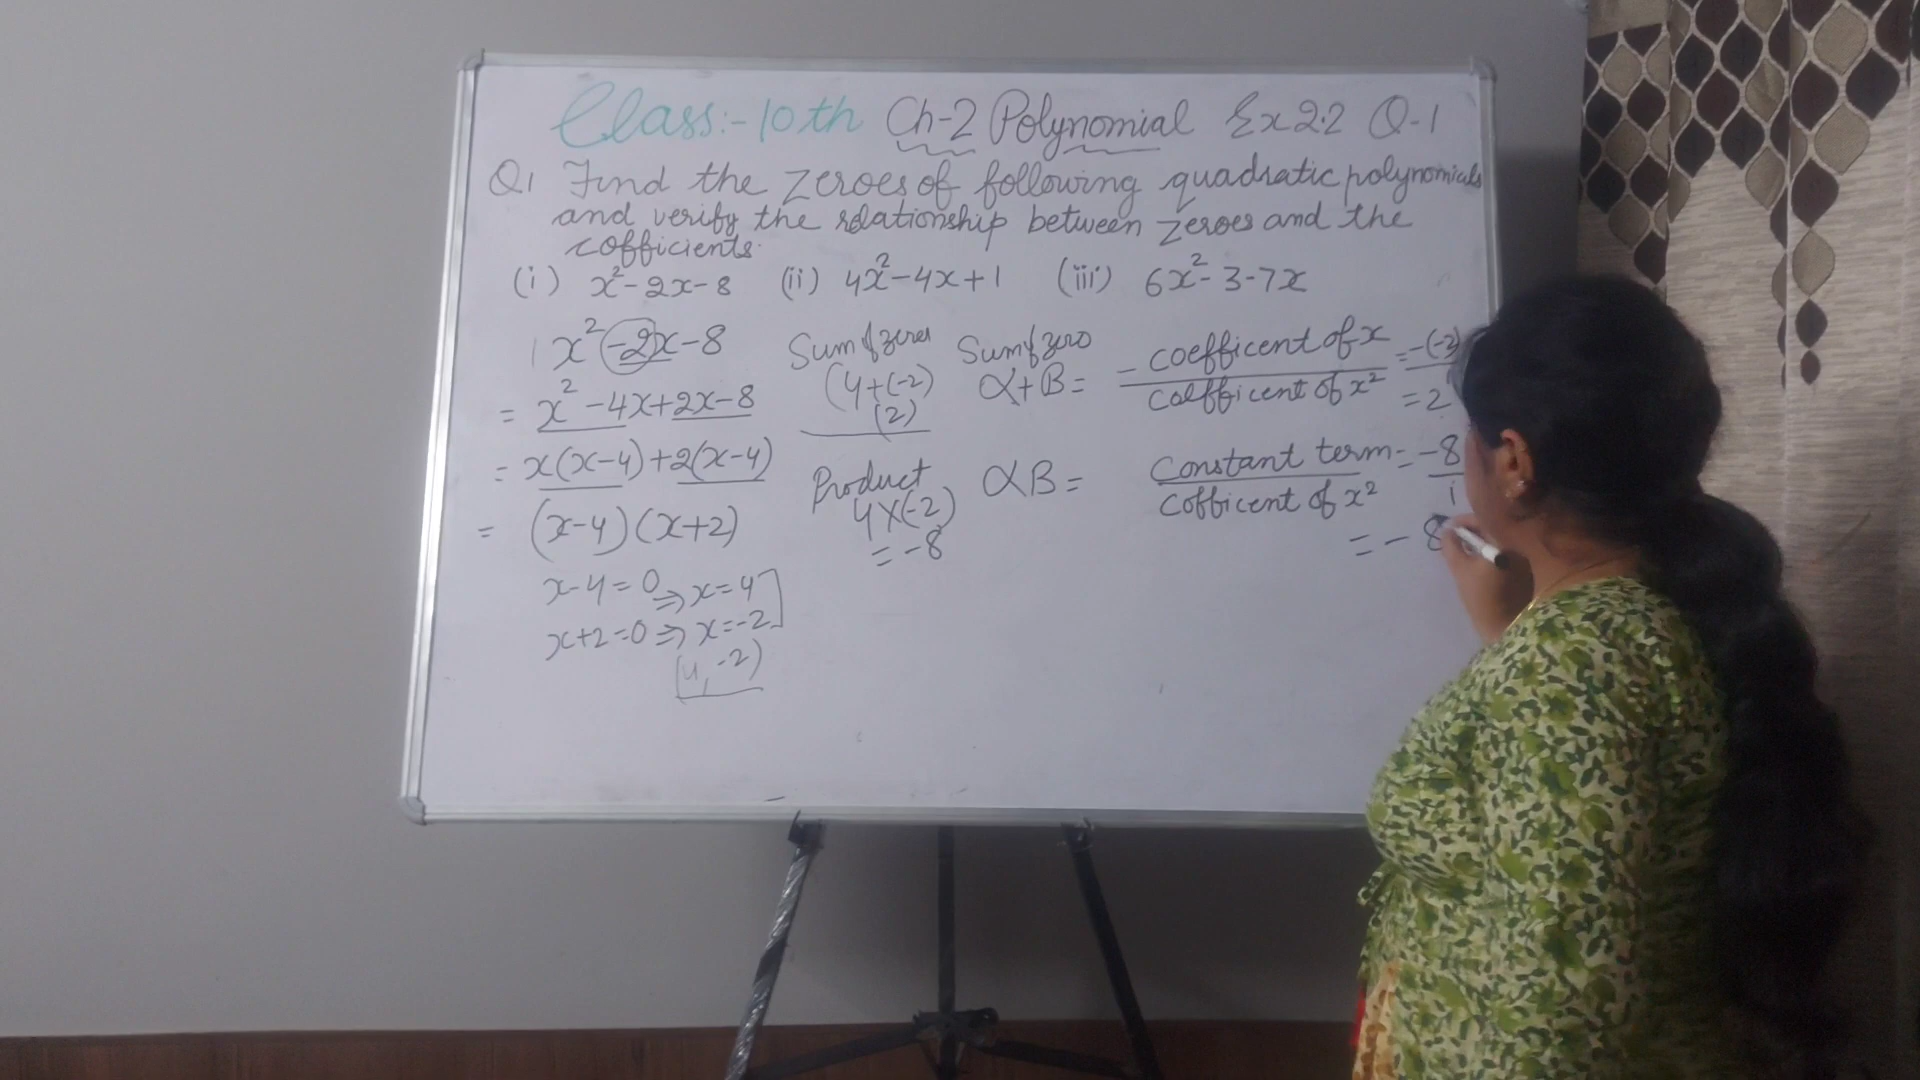 Class:- 10th Ch-2 Polynomial Ex 2.2 Q-1
Q1 Find the zeroes of following quadratic polynomials
and verify the relationship between zeroes and the
cofficients.
(i) x²-2x-8 (ii) 4x²-4x+1 (iii) 6x²-3-7x
1x²-2x-8
= x²-4x+2x-8
= x(x-4)+2(x-4)
= (x-4)(x+2)
x-4=0 ⇒ x=4
x+2=0 ⇒ x=-2
(4, -2)
Sum of zeroes
(4+(-2)
(2)
Product
4×(-2)
= -8
Sum of zero
α+β = - coefficent of x / coefficent of x² = -(-2)
= 2
αβ = Constant term / cofficent of x² = -8/1
= -8